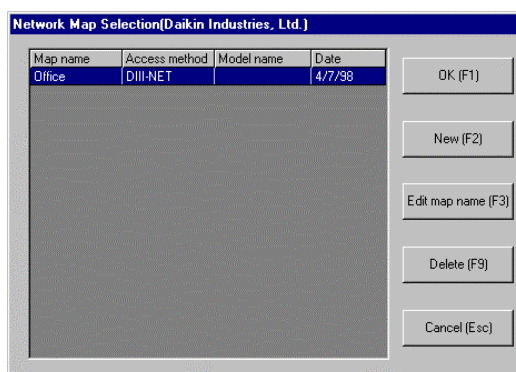 Network Map Selection(Daikin Industries, Ltd.)
Map name Access method Model name Date
Office DIII-NET 4/7/98
OK (F1)
New (F2)
Edit map name (F3)
Delete (F9)
Cancel (Esc)